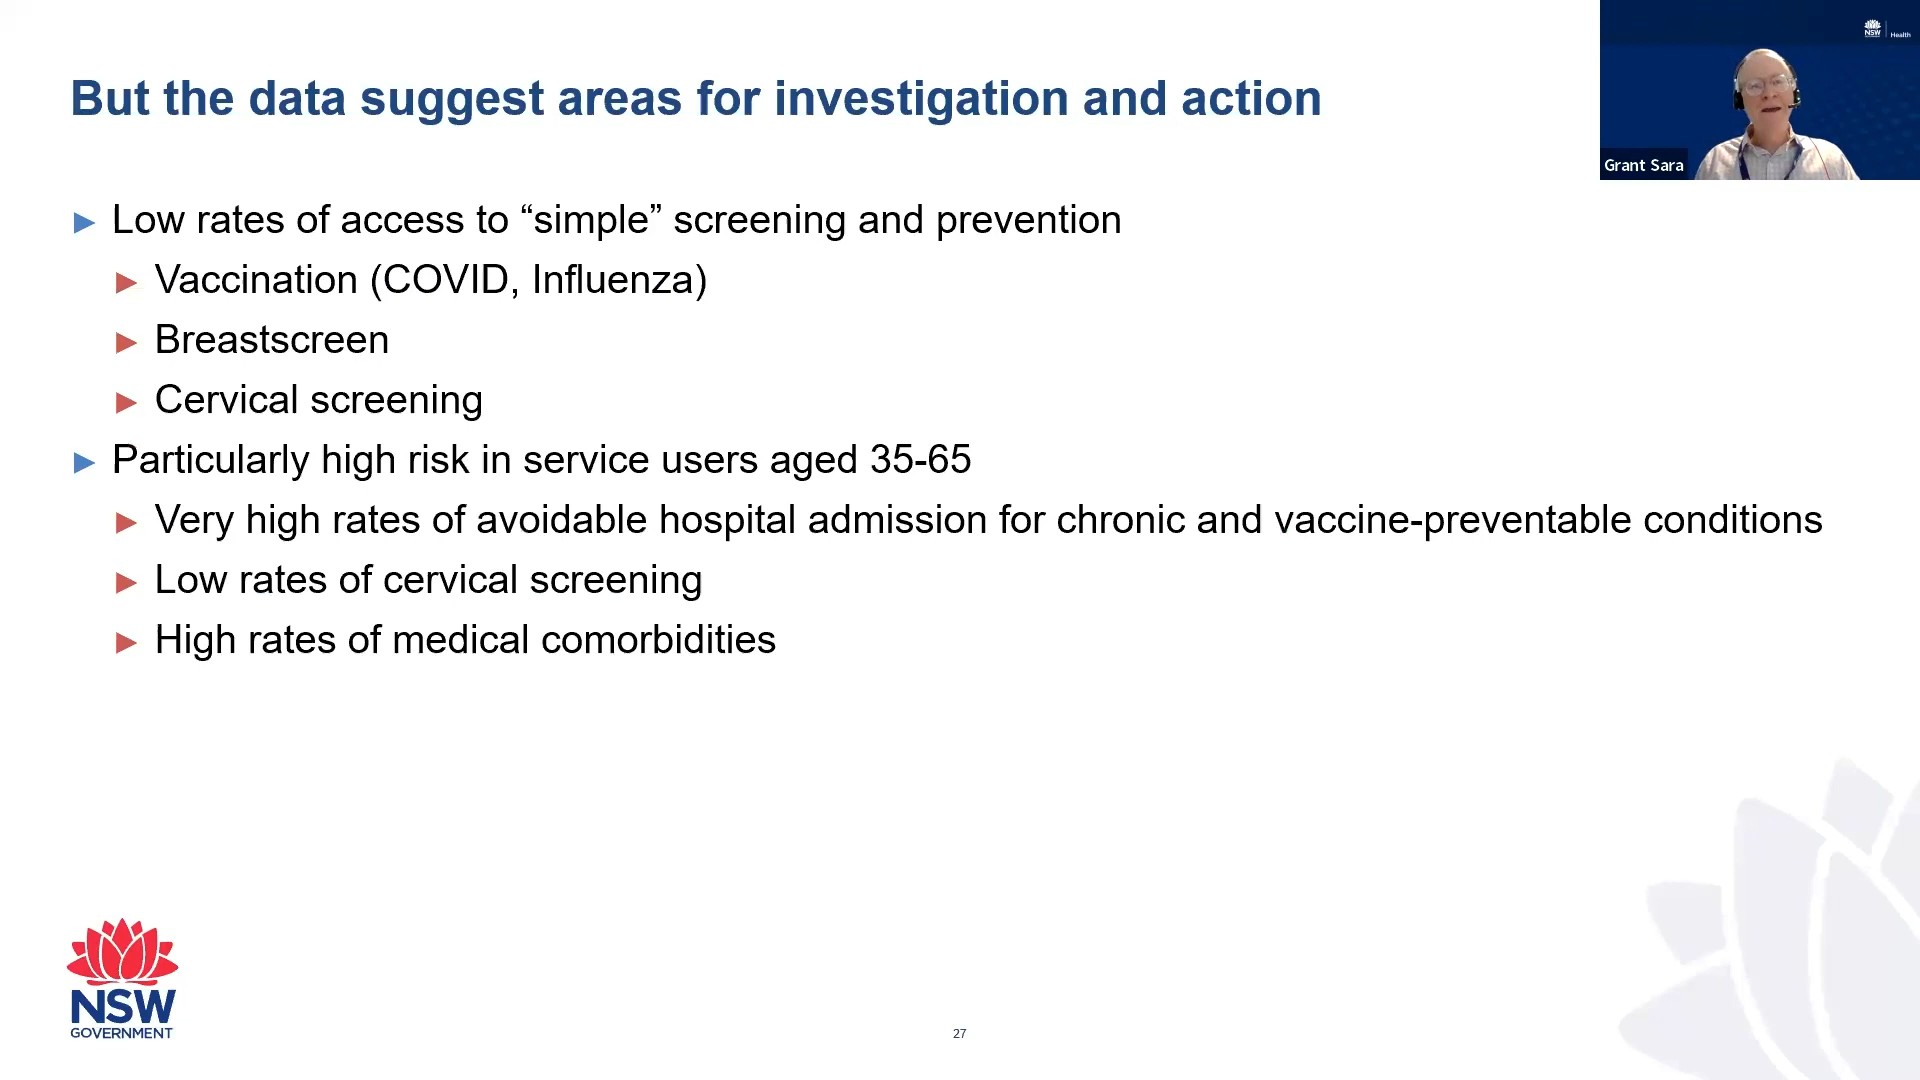 But the data suggest areas for investigation and action
NSW
Health
Grant Sara
► Low rates of access to “simple” screening and prevention
► Vaccination (COVID, Influenza)
► Breastscreen
► Cervical screening
► Particularly high risk in service users aged 35-65
► Very high rates of avoidable hospital admission for chronic and vaccine-preventable conditions
► Low rates of cervical screening
► High rates of medical comorbidities
NSW
GOVERNMENT
27